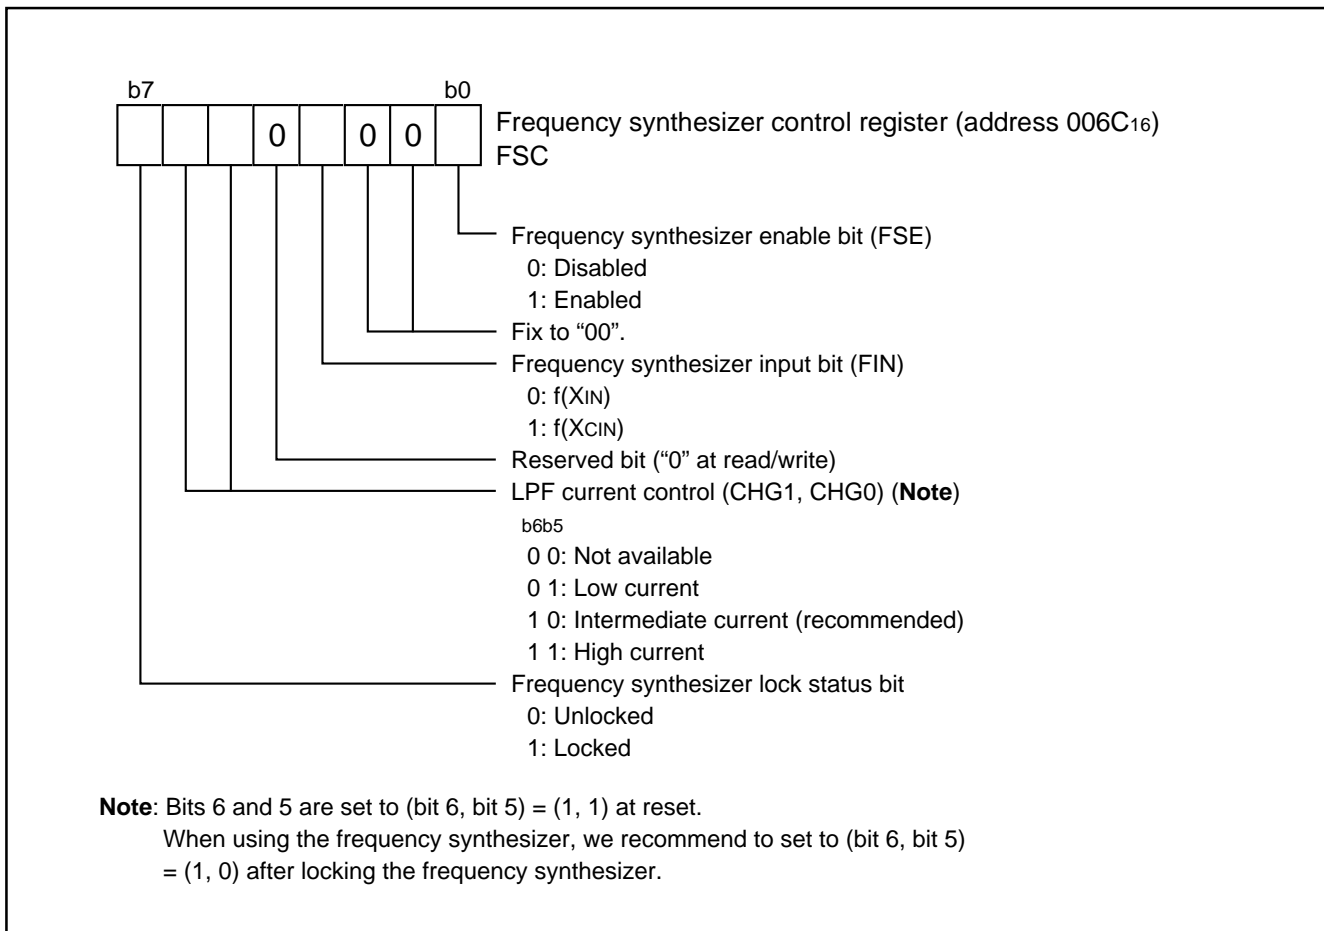 b7 b0
0 0 0 Frequency synthesizer control register (address 006C16)
FSC
Frequency synthesizer enable bit (FSE)
0: Disabled
1: Enabled
Fix to “00”.
Frequency synthesizer input bit (FIN)
0: f(XIN)
1: f(XCIN)
Reserved bit (“0” at read/write)
LPF current control (CHG1, CHG0) (Note)
b6b5
0 0: Not available
0 1: Low current
1 0: Intermediate current (recommended)
1 1: High current
Frequency synthesizer lock status bit
0: Unlocked
1: Locked
Note: Bits 6 and 5 are set to (bit 6, bit 5) = (1, 1) at reset.
When using the frequency synthesizer, we recommend to set to (bit 6, bit 5)
= (1, 0) after locking the frequency synthesizer.